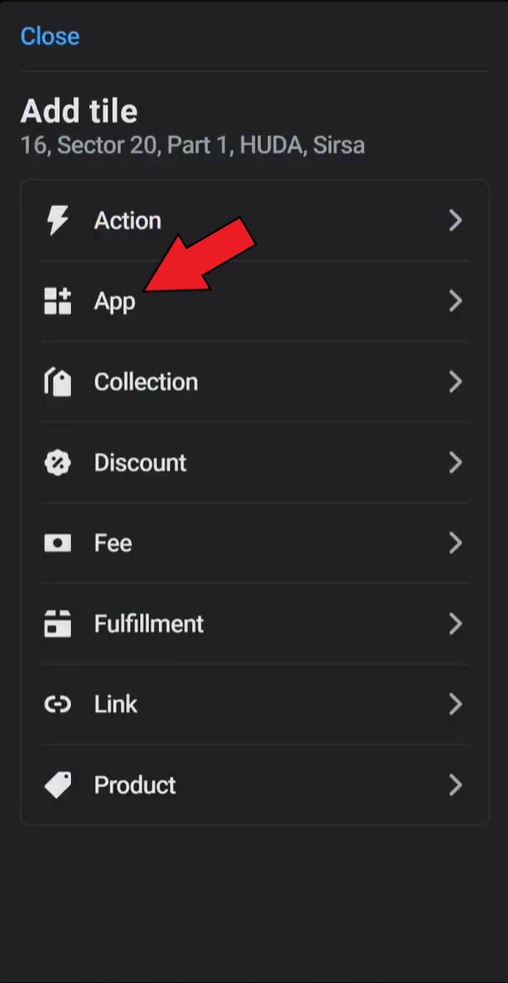 Close
Add tile
16, Sector 20, Part 1, HUDA, Sirsa
Action
App
Collection
Discount
Fee
Fulfillment
Link
Product